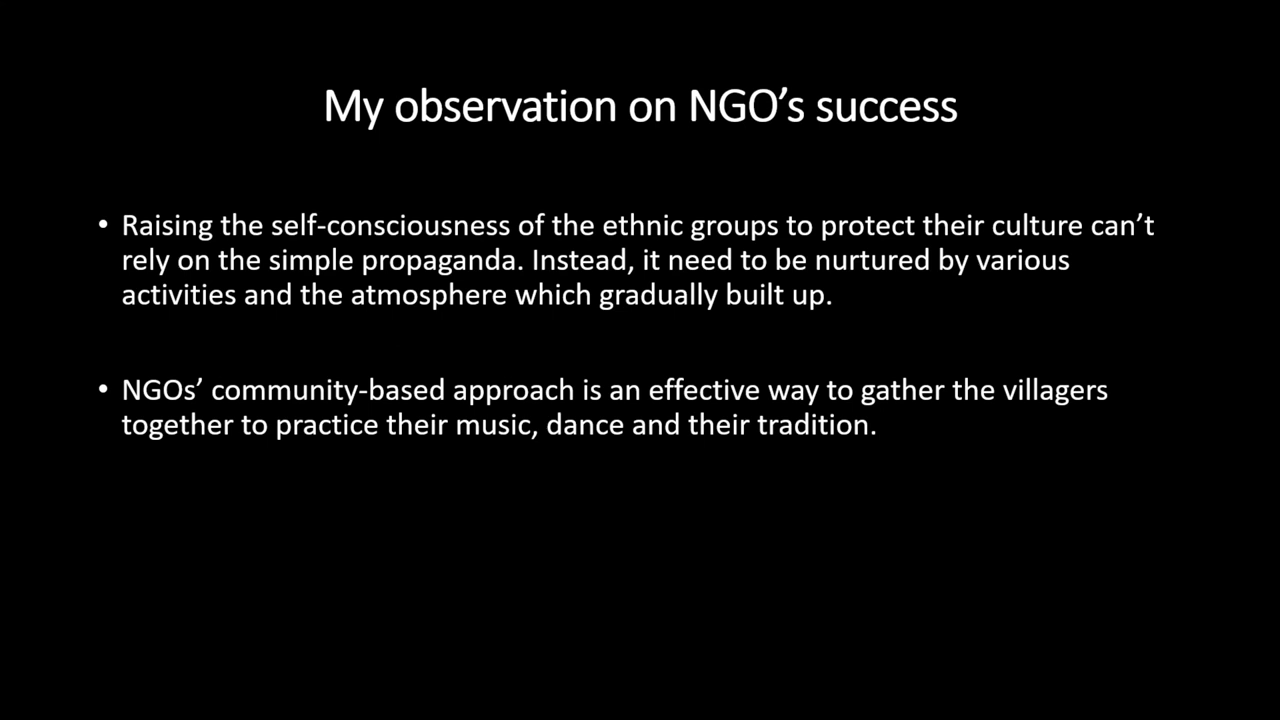 My observation on NGO’s success
• Raising the self-consciousness of the ethnic groups to protect their culture can’t
rely on the simple propaganda. Instead, it need to be nurtured by various
activities and the atmosphere which gradually built up.
• NGOs’ community-based approach is an effective way to gather the villagers
together to practice their music, dance and their tradition.